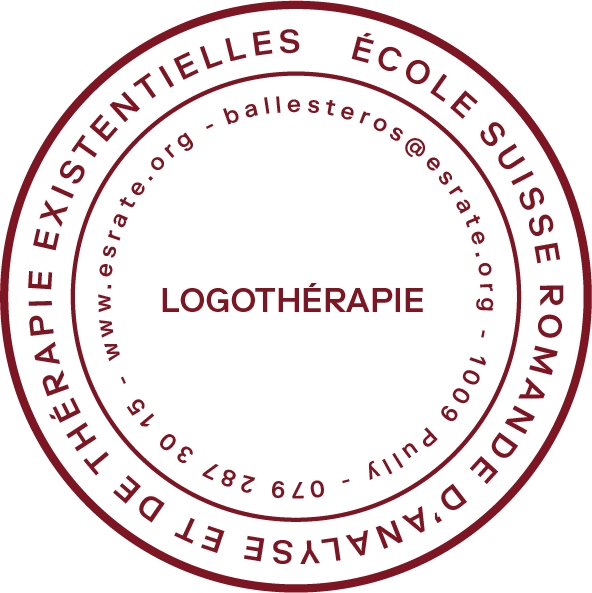 ÉCOLE SUISSE ROMANDE D'ANALYSE ET DE THÉRAPIE EXISTENTIELLES
ballesteros@esrate.org - 1009 Pully - 079 287 30 15 - www.esrate.org -
LOGOTHÉRAPIE